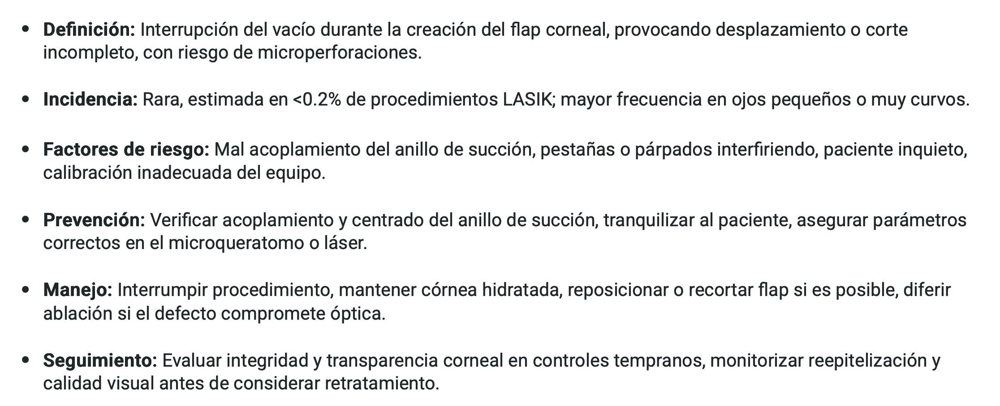 • Definición: Interrupción del vacío durante la creación del flap corneal, provocando desplazamiento o corte
incompleto, con riesgo de microperforaciones.
• Incidencia: Rara, estimada en <0.2% de procedimientos LASIK; mayor frecuencia en ojos pequeños o muy curvos.
• Factores de riesgo: Mal acoplamiento del anillo de succión, pestañas o párpados interfiriendo, paciente inquieto,
calibración inadecuada del equipo.
• Prevención: Verificar acoplamiento y centrado del anillo de succión, tranquilizar al paciente, asegurar parámetros
correctos en el microqueratomo o láser.
• Manejo: Interrumpir procedimiento, mantener córnea hidratada, reposicionar o recortar flap si es posible, diferir
ablación si el defecto compromete óptica.
• Seguimiento: Evaluar integridad y transparencia corneal en controles tempranos, monitorizar reepitelización y
calidad visual antes de considerar retratamiento.